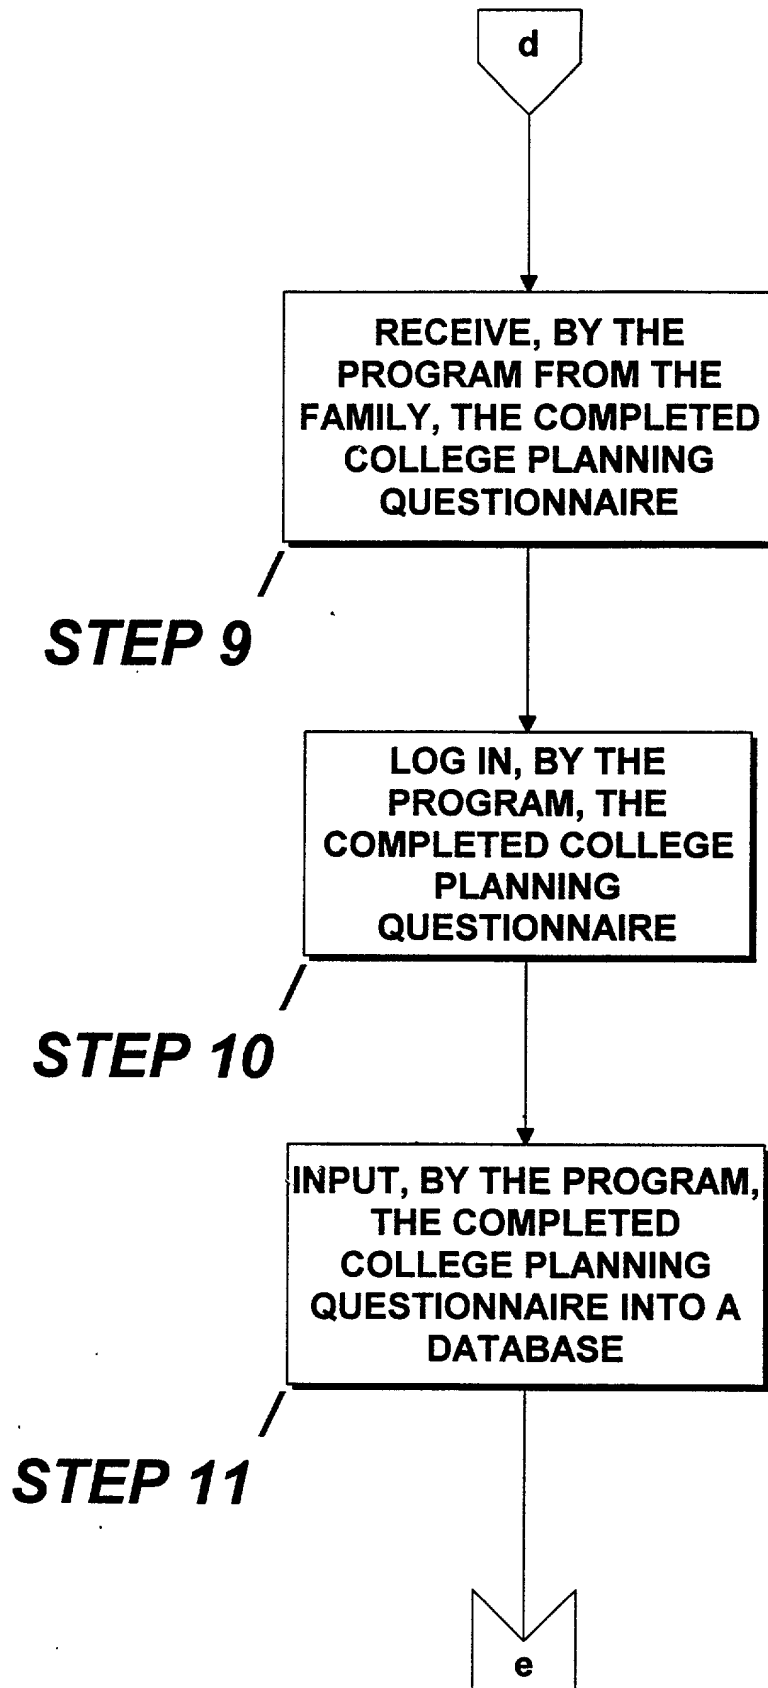 d
RECEIVE, BY THE
PROGRAM FROM THE
FAMILY, THE COMPLETED
COLLEGE PLANNING
QUESTIONNAIRE
STEP 9
LOG IN, BY THE
PROGRAM, THE
COMPLETED COLLEGE
PLANNING
QUESTIONNAIRE
STEP 10
INPUT, BY THE PROGRAM,
THE COMPLETED
COLLEGE PLANNING
QUESTIONNAIRE INTO A
DATABASE
STEP 11
e